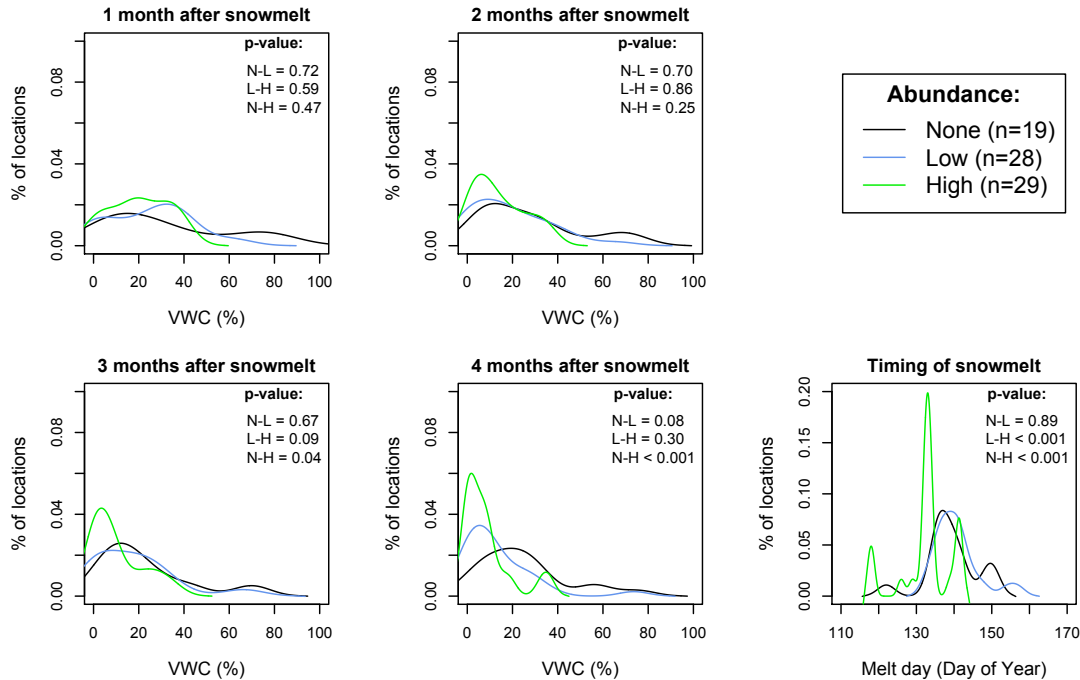 1 month after snowmelt
p-value:
N-L = 0.72
L-H = 0.59
N-H = 0.47
% of locations
0.00 0.04 0.08
0 20 40 60 80 100
VWC (%)
2 months after snowmelt
p-value:
N-L = 0.70
L-H = 0.86
N-H = 0.25
% of locations
0.00 0.04 0.08
0 20 40 60 80 100
VWC (%)
Abundance:
None (n=19)
Low (n=28)
High (n=29)
3 months after snowmelt
p-value:
N-L = 0.67
L-H = 0.09
N-H = 0.04
% of locations
0.00 0.04 0.08
0 20 40 60 80 100
VWC (%)
4 months after snowmelt
p-value:
N-L = 0.08
L-H = 0.30
N-H < 0.001
% of locations
0.00 0.04 0.08
0 20 40 60 80 100
VWC (%)
Timing of snowmelt
p-value:
N-L = 0.89
L-H < 0.001
N-H < 0.001
% of locations
0.00 0.05 0.10 0.15 0.20
110 130 150 170
Melt day (Day of Year)